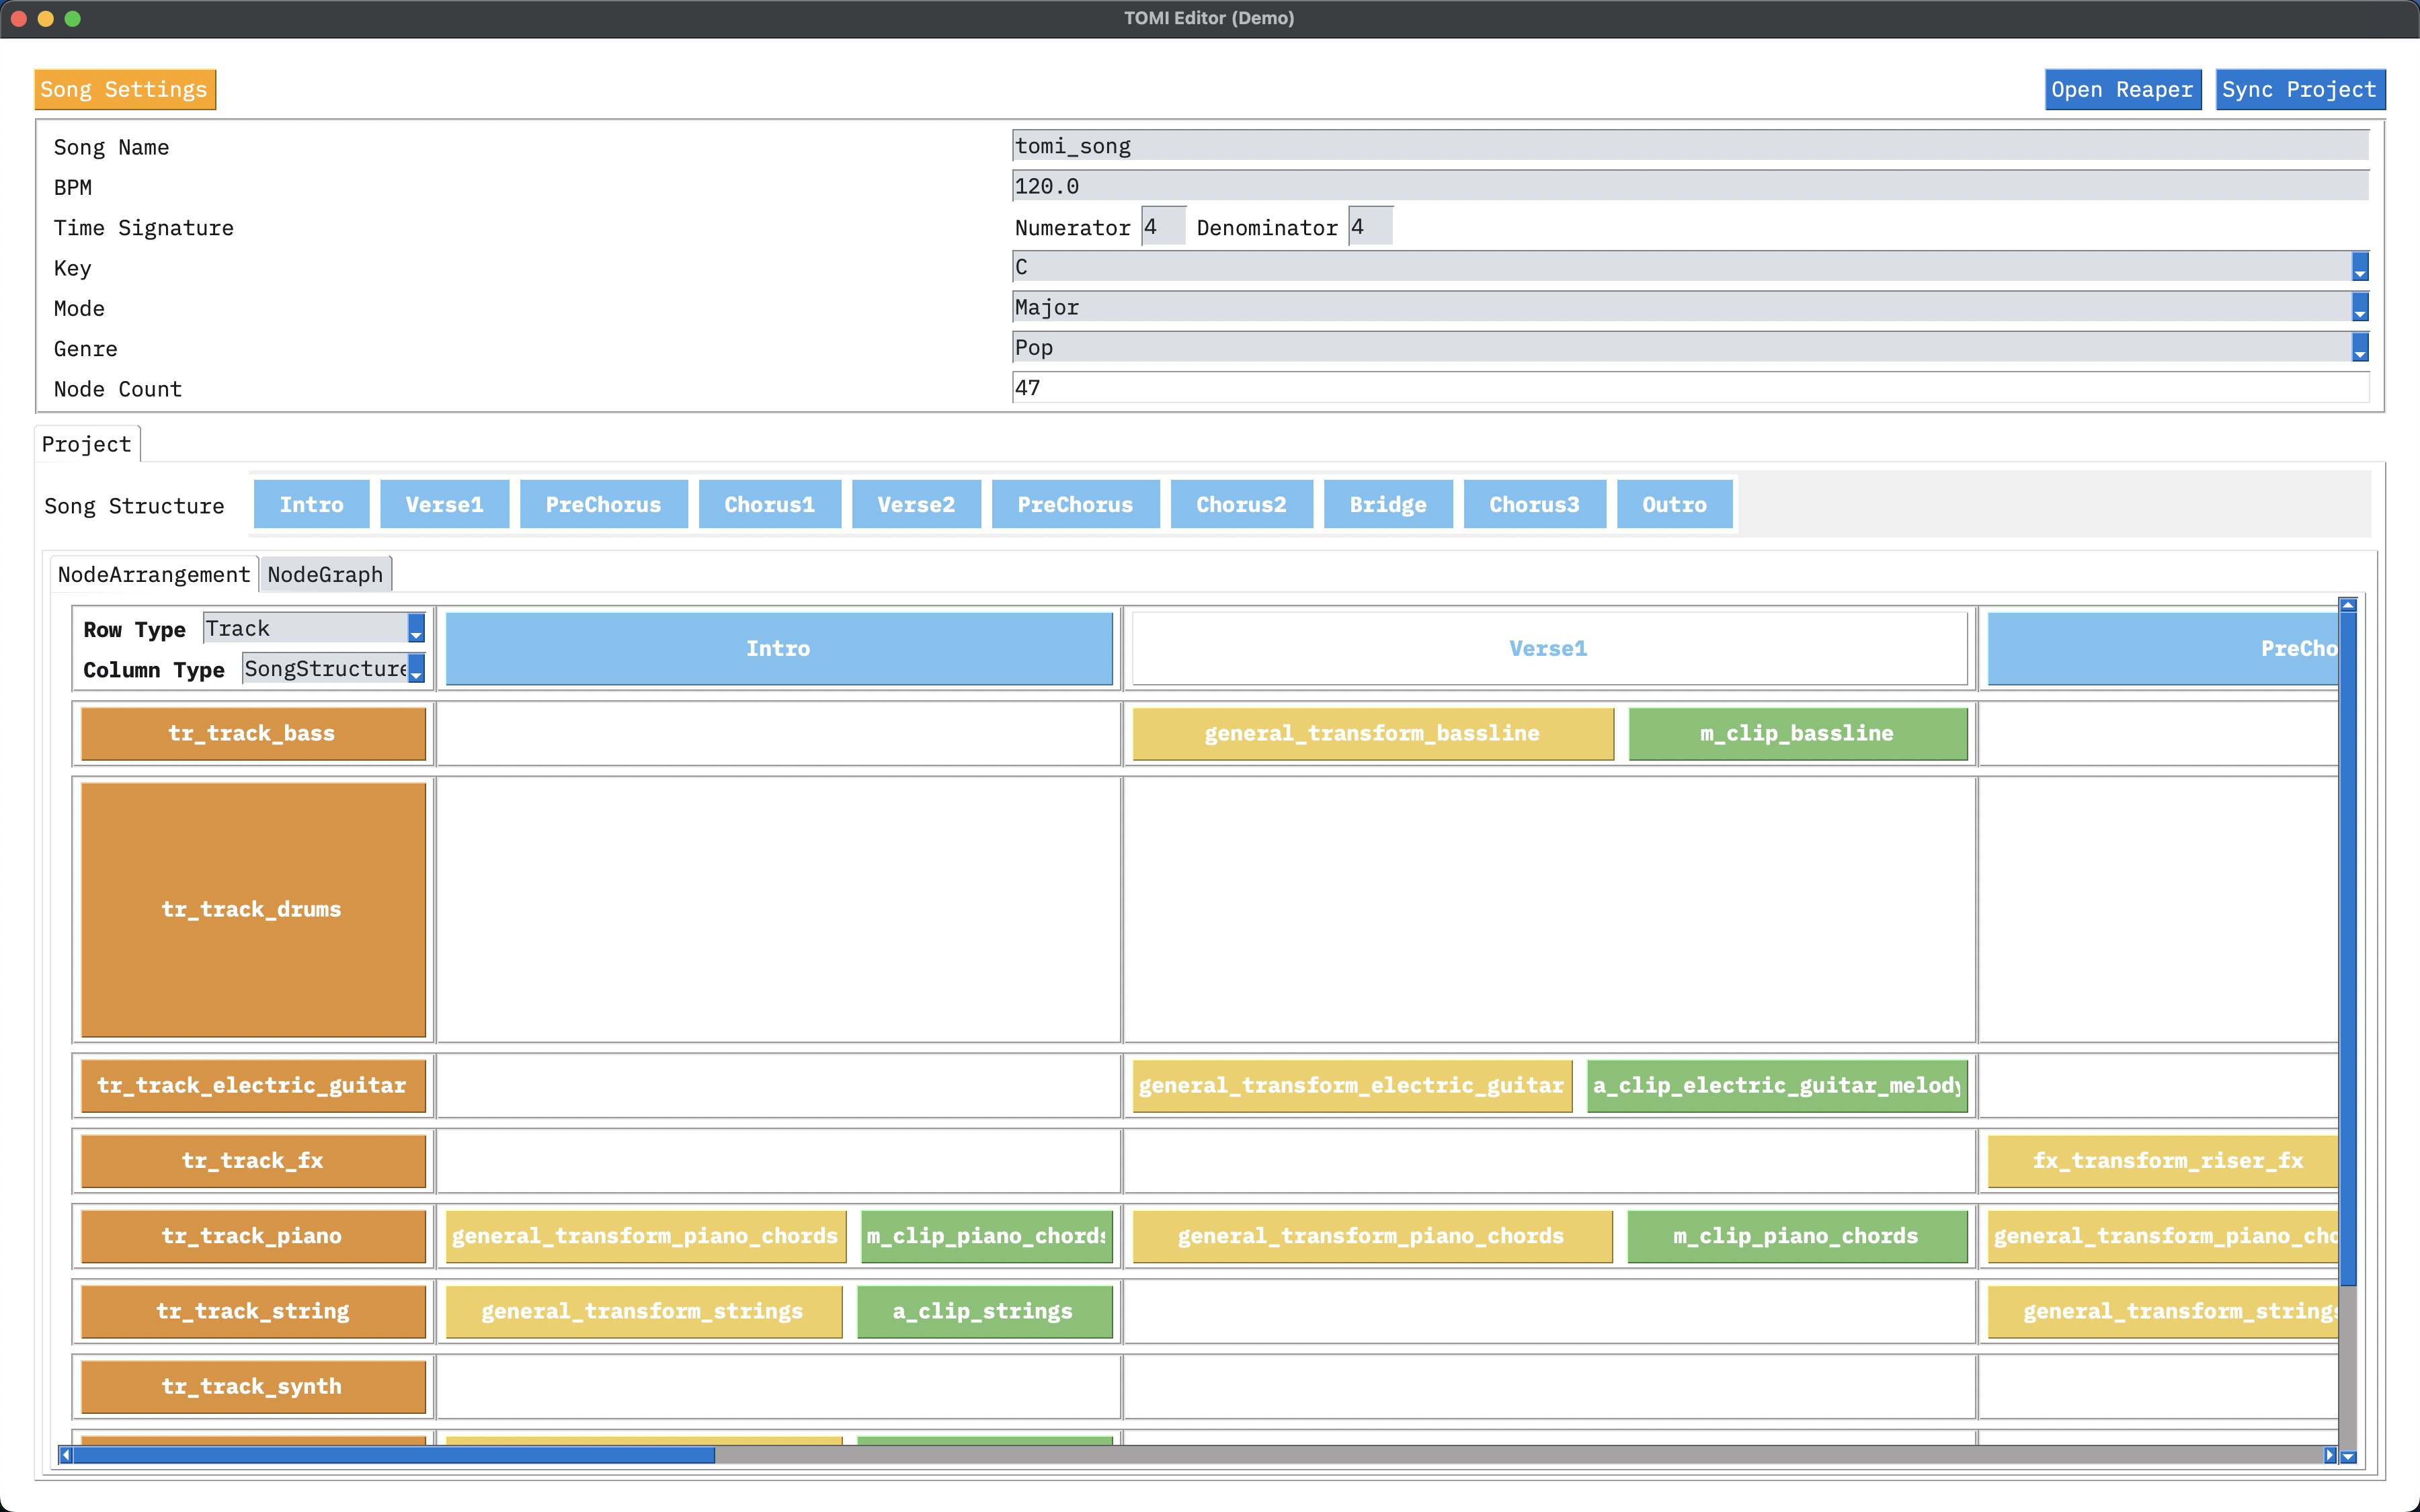 TOMI Editor (Demo)
Song Settings Open Reaper Sync Project
Song Name tomi_song
BPM 120.0
Time Signature Numerator 4 Denominator 4
Key C
Mode Major
Genre Pop
Node Count 47
Project
Song Structure Intro Verse1 PreChorus Chorus1 Verse2 PreChorus Chorus2 Bridge Chorus3 Outro
NodeArrangement NodeGraph
Row Type Track
Column Type SongStructure
Intro Verse1 PreCho
tr_track_bass general_transform_bassline m_clip_bassline
tr_track_drums
tr_track_electric_guitar general_transform_electric_guitar a_clip_electric_guitar_melody
tr_track_fx fx_transform_riser_fx
tr_track_piano general_transform_piano_chords m_clip_piano_chords general_transform_piano_chords m_clip_piano_chords general_transform_piano_cho
tr_track_string general_transform_strings a_clip_strings general_transform_strings
tr_track_synth